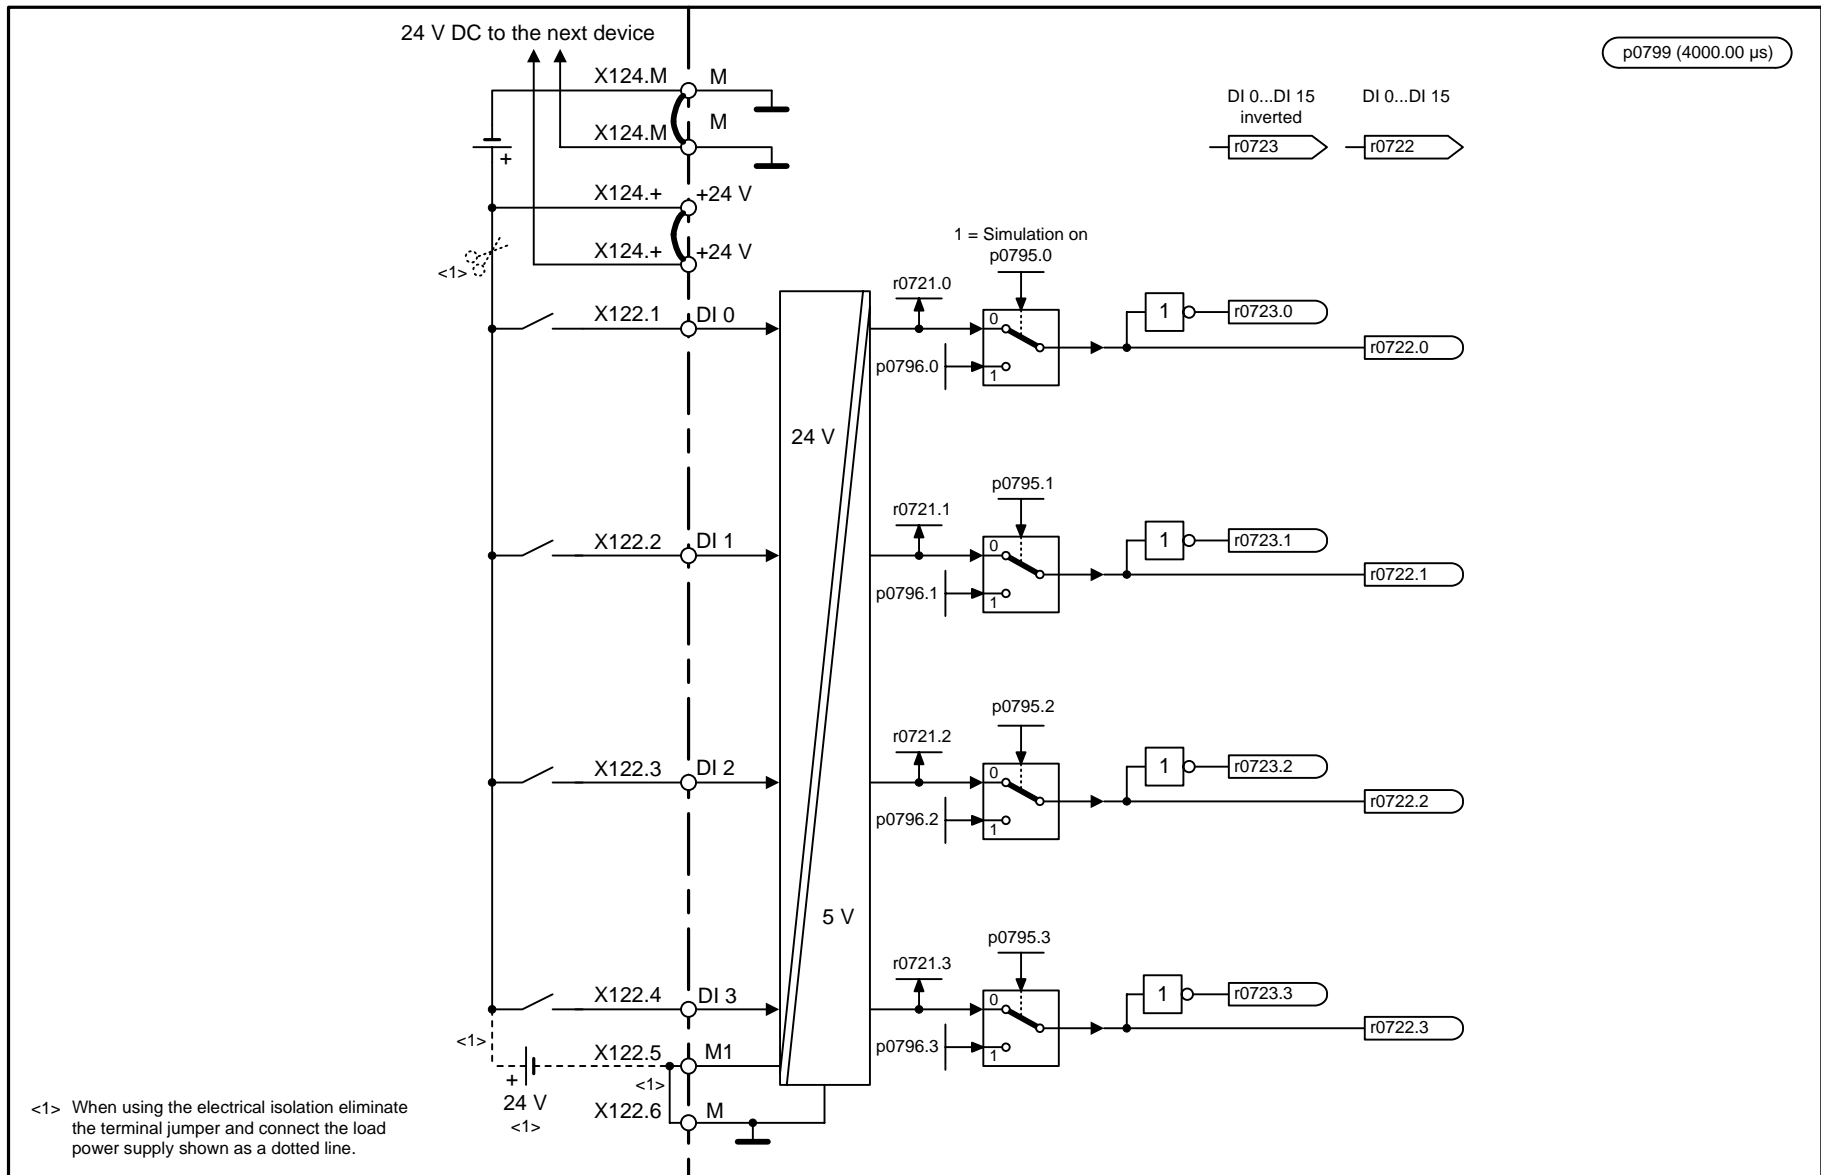 24 V DC to the next device
p0799 (4000.00 µs)
X124.M M
DI 0...DI 15
inverted
DI 0...DI 15
X124.M M
r0723
r0722
+
X124.+ +24 V
1 = Simulation on
X124.+ +24 V
p0795.0
<1>
r0721.0
X122.1 DI 0
0
1
r0723.0
r0722.0
p0796.0
1
24 V
p0795.1
r0721.1
X122.2 DI 1
0
1
r0723.1
r0722.1
p0796.1
1
p0795.2
r0721.2
X122.3 DI 2
0
1
r0723.2
r0722.2
p0796.2
1
5 V
p0795.3
r0721.3
X122.4 DI 3
0
1
r0723.3
r0722.3
<1>
p0796.3
1
X122.5 M1
+
<1>
24 V
X122.6 M
<1>
<1> When using the electrical isolation eliminate
the terminal jumper and connect the load
power supply shown as a dotted line.